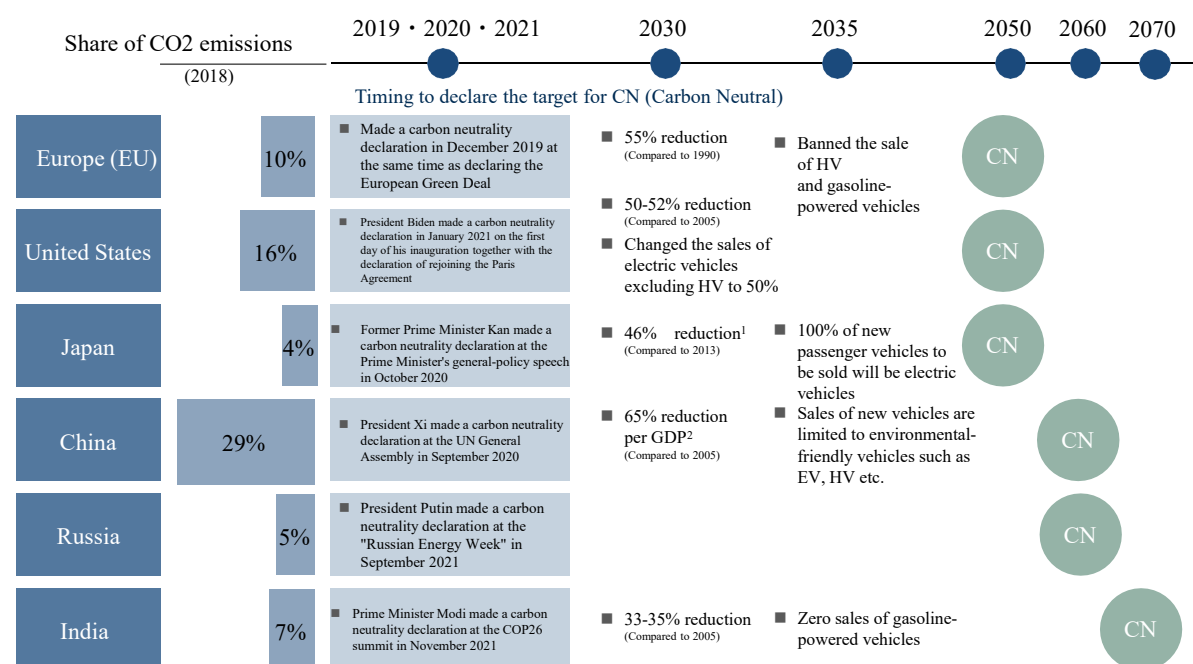 Share of CO2 emissions
(2018)
2019・2020・2021
2030
2035
2050
2060
2070
Timing to declare the target for CN (Carbon Neutral)
Europe (EU)
10%
■ Made a carbon neutrality
declaration in December 2019 at
the same time as declaring the
European Green Deal
■ 55% reduction
(Compared to 1990)
■ Banned the sale
of HV
and gasoline-
powered vehicles
CN
United States
16%
■ President Biden made a carbon neutrality
declaration in January 2021 on the first
day of his inauguration together with the
declaration of rejoining the Paris
Agreement
■ 50-52% reduction
(Compared to 2005)
■ Changed the sales of
electric vehicles
excluding HV to 50%
CN
Japan
4%
■ Former Prime Minister Kan made a
carbon neutrality declaration at the
Prime Minister's general-policy speech
in October 2020
■ 46% reduction1
(Compared to 2013)
■ 100% of new
passenger vehicles to
be sold will be electric
vehicles
CN
China
29%
■ President Xi made a carbon neutrality
declaration at the UN General
Assembly in September 2020
■ 65% reduction
per GDP2
(Compared to 2005)
■ Sales of new vehicles are
limited to environmental-
friendly vehicles such as
EV, HV etc.
CN
Russia
5%
■ President Putin made a carbon
neutrality declaration at the
"Russian Energy Week" in
September 2021
CN
India
7%
■ Prime Minister Modi made a carbon
neutrality declaration at the COP26
summit in November 2021
■ 33-35% reduction
(Compared to 2005)
■ Zero sales of gasoline-
powered vehicles
CN